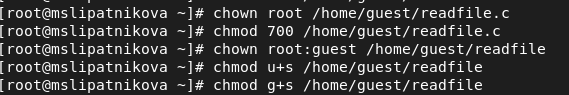 [root@mslipatnikova ~]# chown root /home/guest/readfile.c
[root@mslipatnikova ~]# chmod 700 /home/guest/readfile.c
[root@mslipatnikova ~]# chown root:guest /home/guest/readfile
[root@mslipatnikova ~]# chmod u+s /home/guest/readfile
[root@mslipatnikova ~]# chmod g+s /home/guest/readfile